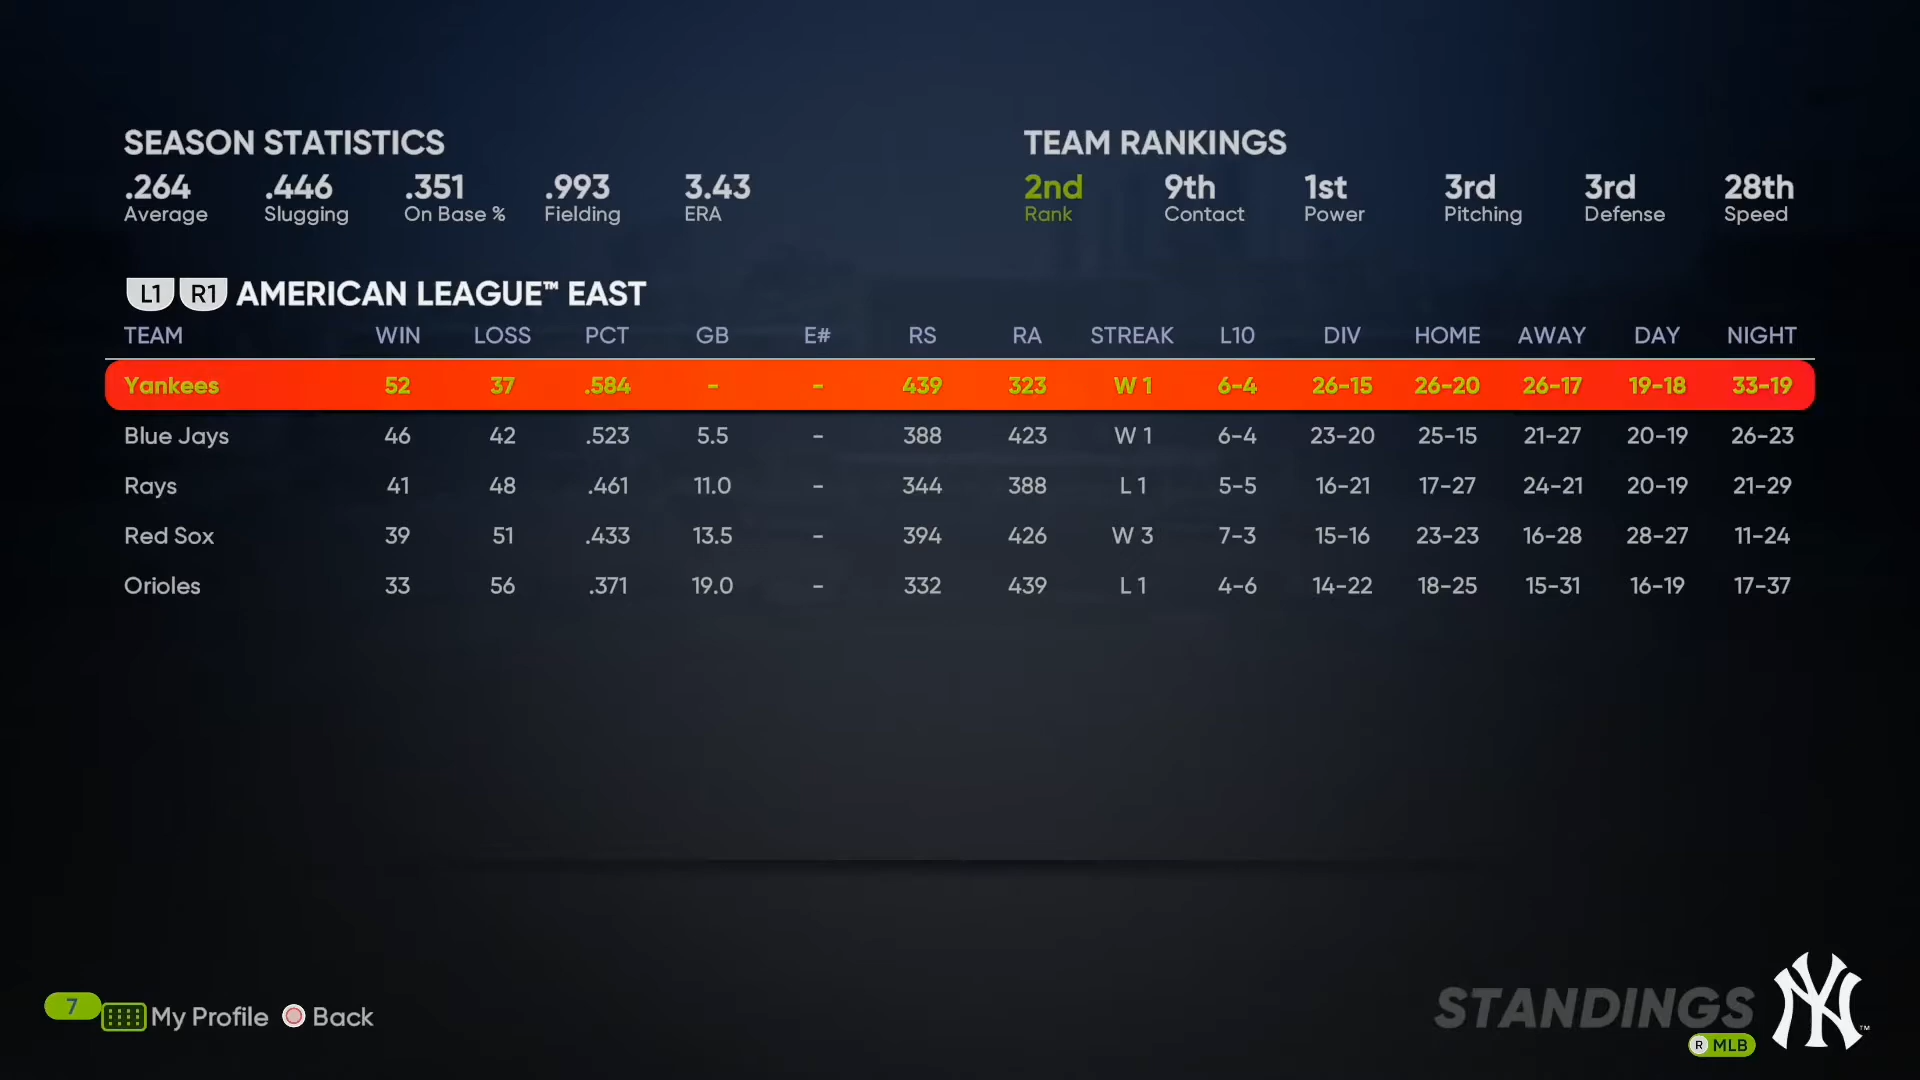 SEASON STATISTICS
.264 .446 .351 .993 3.43
Average Slugging On Base % Fielding ERA
TEAM RANKINGS
2nd 9th 1st 3rd 3rd 28th
Rank Contact Power Pitching Defense Speed
L1 R1 AMERICAN LEAGUE™ EAST
TEAM WIN LOSS PCT GB E# RS RA STREAK L10 DIV HOME AWAY DAY NIGHT
Yankees 52 37 .584 - - 439 323 W 1 6-4 26-15 26-20 26-17 19-18 33-19
Blue Jays 46 42 .523 5.5 - 388 423 W 1 6-4 23-20 25-15 21-27 20-19 26-23
Rays 41 48 .461 11.0 - 344 388 L 1 5-5 16-21 17-27 24-21 20-19 21-29
Red Sox 39 51 .433 13.5 - 394 426 W 3 7-3 15-16 23-23 16-28 28-27 11-24
Orioles 33 56 .371 19.0 - 332 439 L 1 4-6 14-22 18-25 15-31 16-19 17-37
7 My Profile Back
STANDINGS
NY™
R MLB